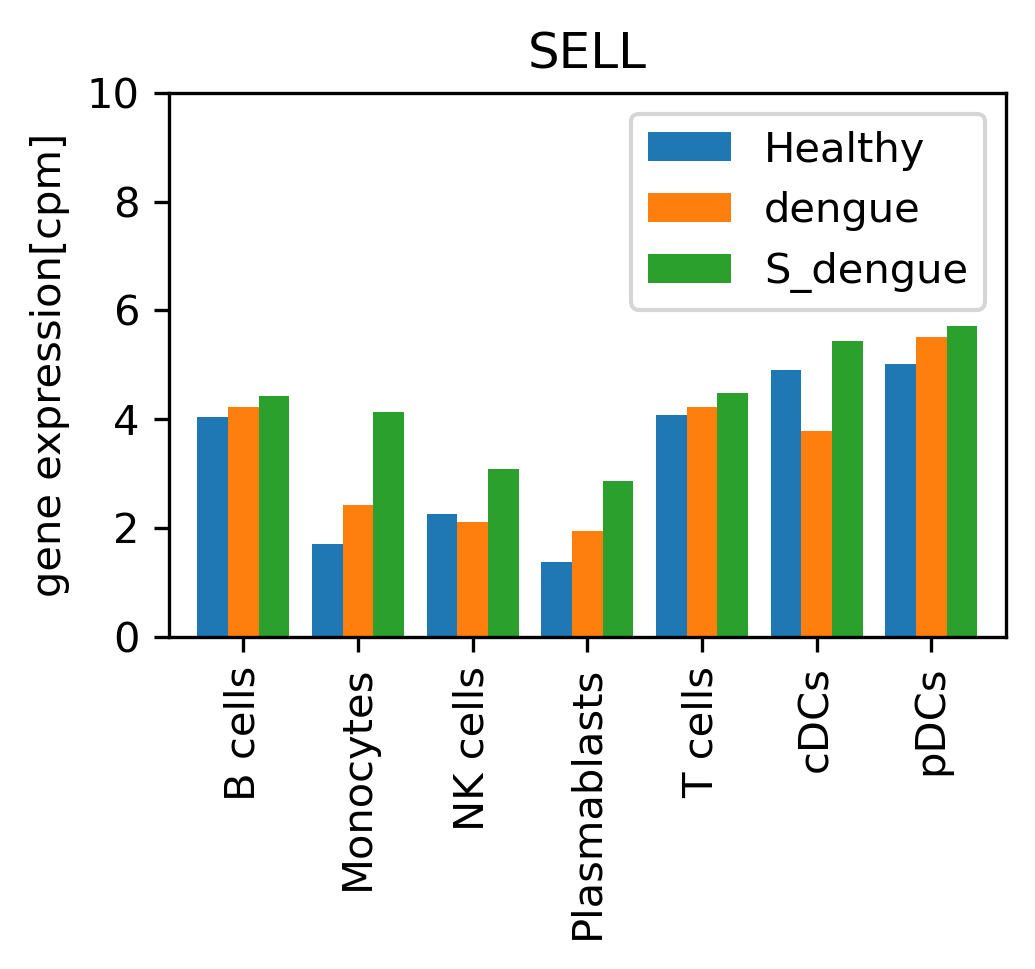 SELL
gene expression[cpm]
10
8
6
4
2
0
Healthy
dengue
S_dengue
B cells
Monocytes
NK cells
Plasmablasts
T cells
cDCs
pDCs